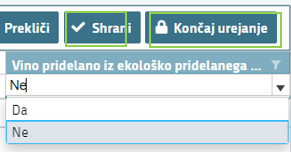 Prekliči Shrani Končaj urejanje
Vino pridelano iz ekološko pridelanega ...
Ne
Da
Ne